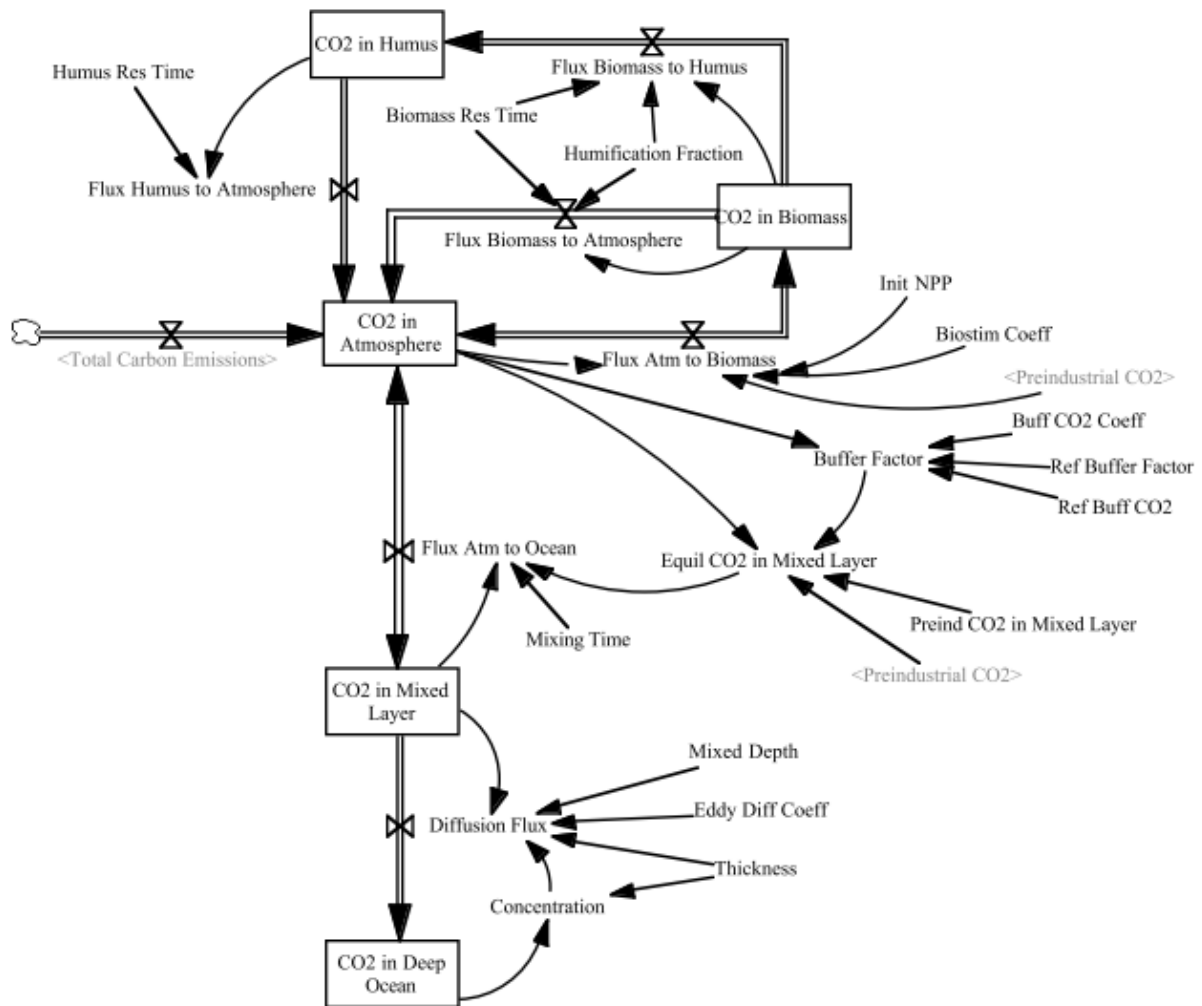 CO2 in Humus
Humus Res Time
Flux Biomass to Humus
Biomass Res Time
Humification Fraction
Flux Humus to Atmosphere
CO2 in Biomass
Flux Biomass to Atmosphere
Init NPP
CO2 in
Atmosphere
Biostim Coeff
<Total Carbon Emissions>
Flux Atm to Biomass
<Preindustrial CO2>
Buff CO2 Coeff
Buffer Factor
Ref Buffer Factor
Ref Buff CO2
Flux Atm to Ocean
Equil CO2 in Mixed Layer
Preind CO2 in Mixed Layer
Mixing Time
<Preindustrial CO2>
CO2 in Mixed
Layer
Mixed Depth
Eddy Diff Coeff
Diffusion Flux
Thickness
Concentration
CO2 in Deep
Ocean